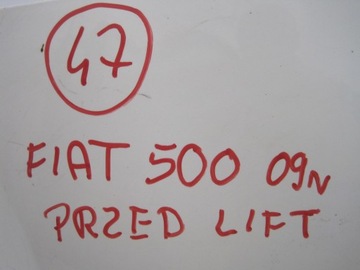 47
FIAT 500 09N
PRZED LIFT